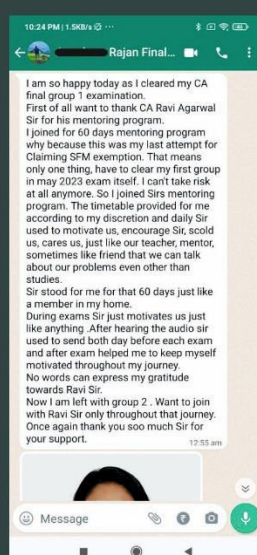 10:24 PM | 1.5KB/s
Rajan Final...
I am so happy today as I cleared my CA
final group 1 examination.
First of all want to thank CA Ravi Agarwal
Sir for his mentoring program.
I joined for 60 days mentoring program
why because this was my last attempt for
Claiming SFM exemption. That means
only one thing, have to clear my first group
in may 2023 exam itself. I can't take risk
at all anymore. So I joined Sirs mentoring
program. The timetable provided for me
according to my discretion and daily Sir
used to motivate us, encourage Sir, scold
us, cares us, just like our teacher, mentor,
sometimes like friend that we can talk
about our problems even other than
studies.
Sir stood for me for that 60 days just like
a member in my home.
During exams Sir just motivates us just
like anything .After hearing the audio sir
used to send both day before each exam
and after exam helped me to keep myself
motivated throughout my journey.
No words can express my gratitude
towards Ravi Sir.
Now I am left with group 2 . Want to join
with Ravi Sir only throughout that journey.
Once again thank you soo much Sir for
your support.
12:55 am
Message